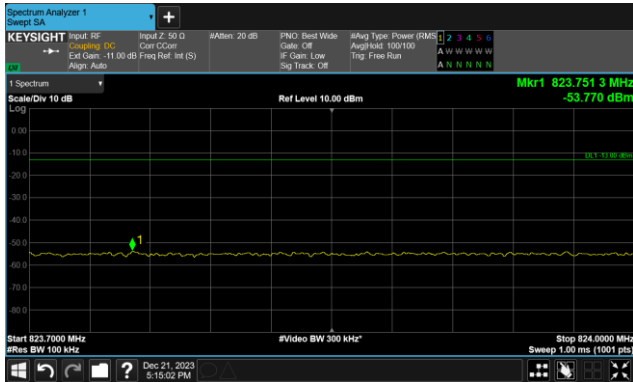 Spectrum Analyzer 1
Swept SA
KEYSIGHT Input: RF Input Z: 50 Ω #Atten: 20 dB PNO: Best Wide #Avg Type: Power (RMS 1 2 3 4 5 6
Coupling: DC Corr CCorr Gate: Off Avg|Hold: 100/100 A W W W W W
Ext Gain: -11.00 dB Freq Ref: Int (S) IF Gain: Low Trig: Free Run
Align: Auto Sig Track: Off A N N N N N
1 Spectrum Mkr1 823.751 3 MHz
Scale/Div 10 dB Ref Level 10.00 dBm -53.770 dBm
Log
0.00
DL1 -13.00 dBm
-10.0
-20.0
-30.0
-40.0
1
-50.0
-60.0
-70.0
-80.0
Start 823.7000 MHz #Video BW 300 kHz* Stop 824.0000 MHz
#Res BW 100 kHz Sweep 1.00 ms (1001 pts)
? Dec 21, 2023
5:15:02 PM